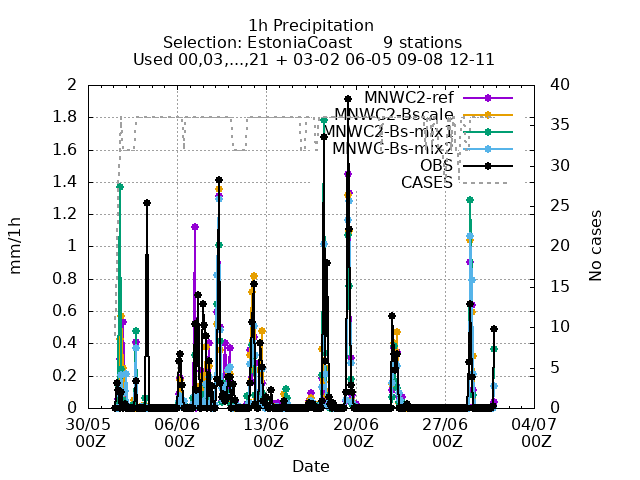 1h Precipitation
Selection: EstoniaCoast 9 stations
Used 00,03,...,21 + 03-02 06-05 09-08 12-11
2 40
1.8 35
1.6 30
1.4 25
1.2 20
1 15
0.8 10
0.6 5
0.4 0
0.2
0
mm/1h
No cases
MNWC2-ref
MNWC2-Bscale
MNWC2-Bs-mix1
MNWC-Bs-mix2
OBS
CASES
30/05 06/06 13/06 20/06 27/06 04/07
00Z 00Z 00Z 00Z 00Z 00Z
Date